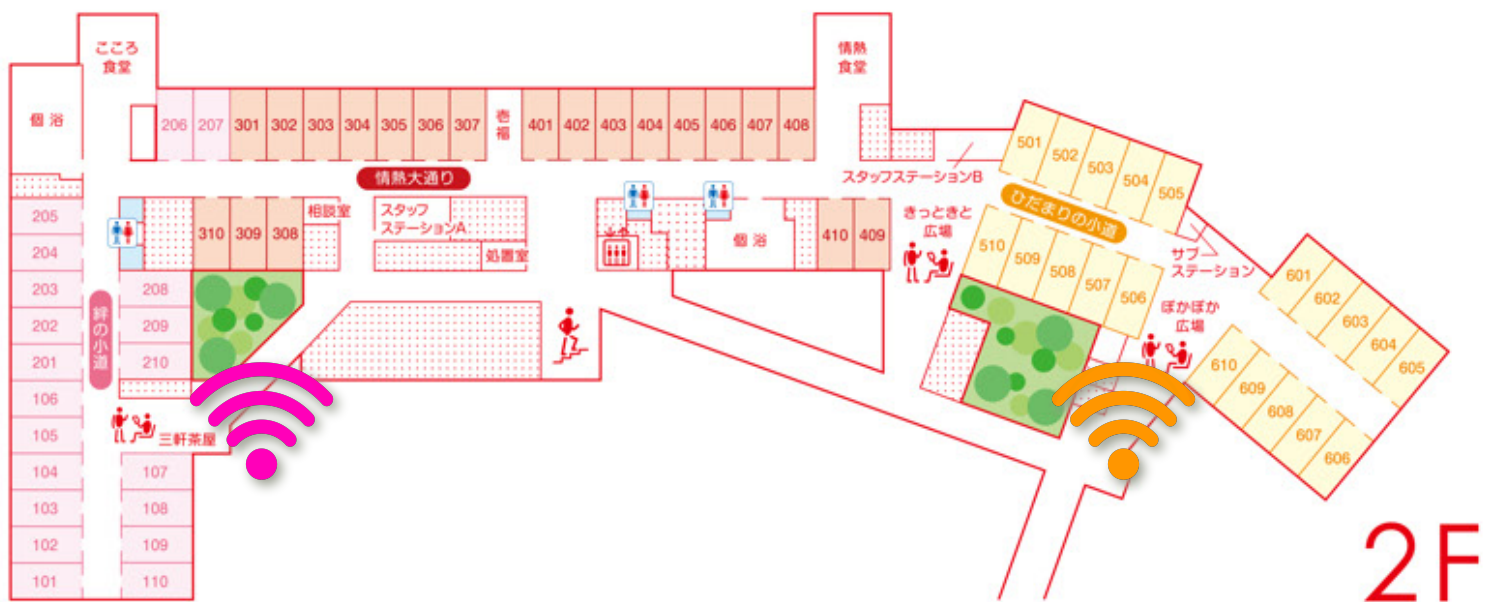 こころ
食堂
情熱
食堂
個浴
206
207
301
302
303
304
305
306
307
壱福
401
402
403
404
405
406
407
408
501
502
503
504
505
スタッフステーションB
情熱大通り
ひだまりの小道
205
204
203
202
201
106
105
104
103
102
101
絆の小道
310
309
308
相談室
スタッフ
ステーションA
処置室
個浴
410
409
きっときと
広場
510
509
508
507
506
サブ
ステーション
ぽかぽか
広場
601
602
603
604
605
610
609
608
607
606
208
209
210
三軒茶屋
107
108
109
110
2F